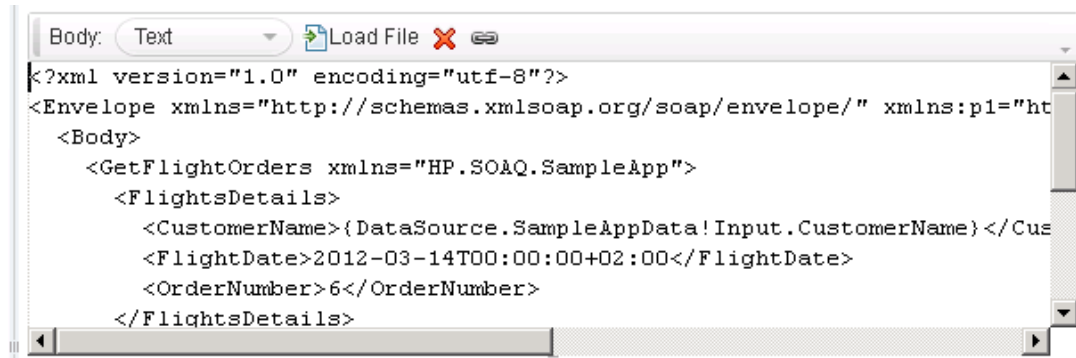 Body: Text Load File
<?xml version="1.0" encoding="utf-8"?>
<Envelope xmlns="http://schemas.xmlsoap.org/soap/envelope/" xmlns:p1="ht
<Body>
<GetFlightOrders xmlns="HP.SOAQ.SampleApp">
<FlightsDetails>
<CustomerName>{DataSource.SampleAppData!Input.CustomerName}</Cus
<FlightDate>2012-03-14T00:00:00+02:00</FlightDate>
<OrderNumber>6</OrderNumber>
</FlightsDetails>